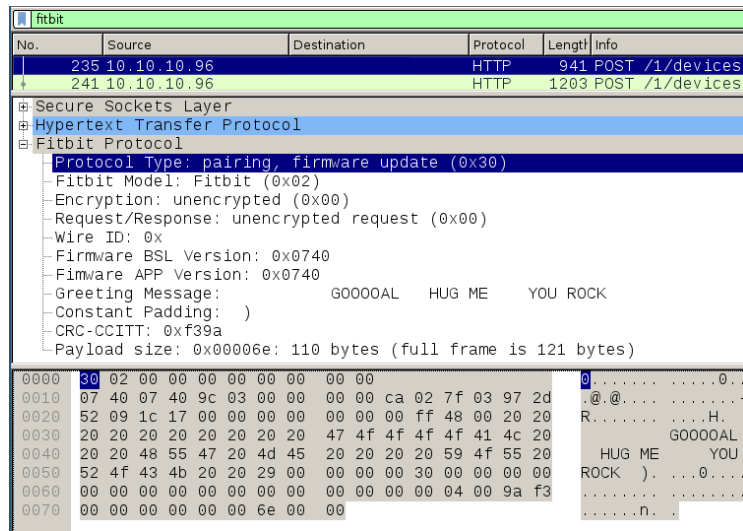 fitbit
No. Source Destination Protocol Length Info
235 10.10.10.96 HTTP 941 POST /1/devices
241 10.10.10.96 HTTP 1203 POST /1/devices
Secure Sockets Layer
Hypertext Transfer Protocol
Fitbit Protocol
Protocol Type: pairing, firmware update (0x30)
Fitbit Model: Fitbit (0x02)
Encryption: unencrypted (0x00)
Request/Response: unencrypted request (0x00)
Wire ID: 0x
Firmware BSL Version: 0x0740
Fimware APP Version: 0x0740
Greeting Message: GOOOOAL HUG ME YOU ROCK
Constant Padding: )
CRC-CCITT: 0xf39a
Payload size: 0x00006e: 110 bytes (full frame is 121 bytes)
0000 30 02 00 00 00 00 00 00 00 00 0....... .....0..
0010 07 40 07 40 9c 03 00 00 00 00 ca 02 7f 03 97 2d .@.@.... .......-
0020 52 09 1c 17 00 00 00 00 00 00 00 ff 48 00 20 20 R....... ....H.
0030 20 20 20 20 20 20 20 20 47 4f 4f 4f 4f 41 4c 20 GOOOOAL
0040 20 20 48 55 47 20 4d 45 20 20 20 20 59 4f 55 20 HUG ME YOU
0050 52 4f 43 4b 20 20 29 00 00 00 00 30 00 00 00 00 ROCK ). ...0....
0060 00 00 00 00 00 00 00 00 00 00 00 00 04 00 9a f3 ........ ........
0070 00 00 00 00 00 00 6e 00 00 ......n. .